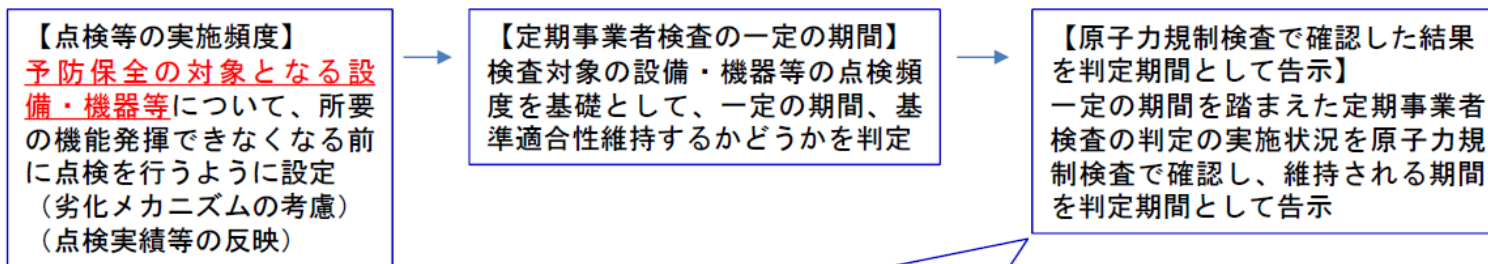 【点検等の実施頻度】
予防保全の対象となる設
備・機器等について、所要
の機能発揮できなくなる前
に点検を行うように設定
（劣化メカニズムの考慮）
（点検実績等の反映）
【定期事業者検査の一定の期間】
検査対象の設備・機器等の点検頻
度を基礎として、一定の期間、基
準適合性維持するかどうかを判定
【原子力規制検査で確認した結果
を判定期間として告示】
一定の期間を踏まえた定期事業者
検査の判定の実施状況を原子力規
制検査で確認し、維持される期間
を判定期間として告示